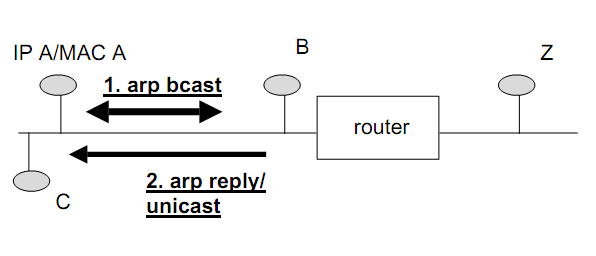 IP A/MAC A
B
Z
1. arp bcast
router
2. arp reply/
unicast
C